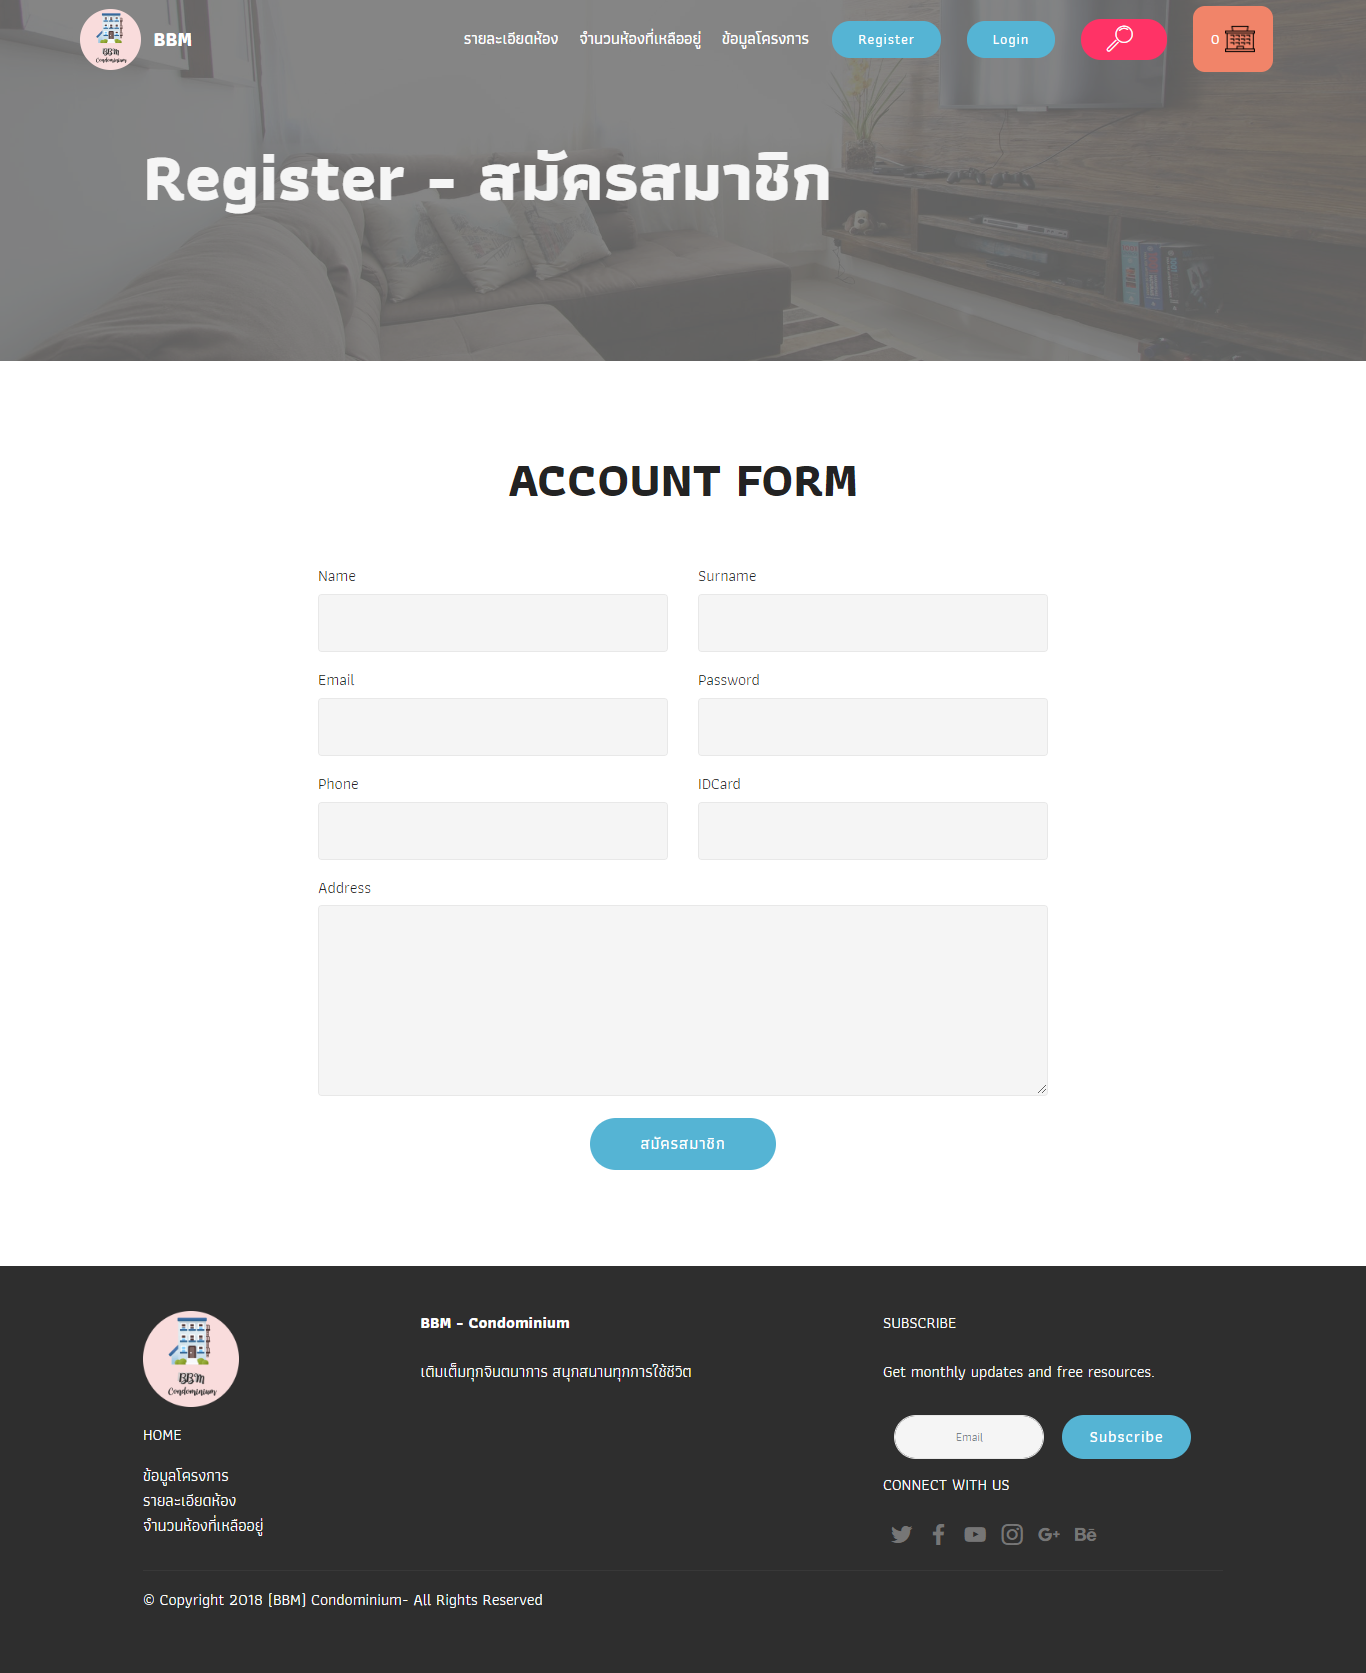 BBM
Condominium
BBM
รายละเอียดห้อง
จำนวนห้องที่เหลืออยู่
ข้อมูลโครงการ
Register
Login
0
Register - สมัครสมาชิก
ACCOUNT FORM
Name
Surname
Email
Password
Phone
IDCard
Address
สมัครสมาชิก
BBM
Condominium
HOME
ข้อมูลโครงการ
รายละเอียดห้อง
จำนวนห้องที่เหลืออยู่
BBM - Condominium
เติมเต็มทุกจินตนาการ สนุกสนานทุกการใช้ชีวิต
SUBSCRIBE
Get monthly updates and free resources.
Email
Subscribe
CONNECT WITH US
G+
Bē
© Copyright 2018 [BBM] Condominium- All Rights Reserved